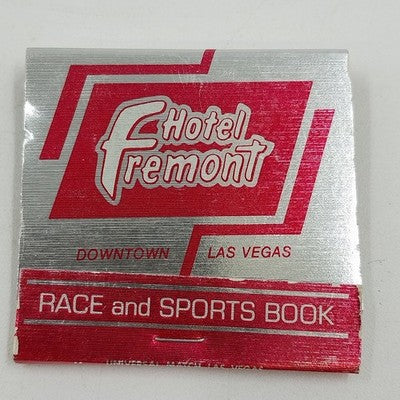 Hotel
Fremont
DOWNTOWN LAS VEGAS
RACE and SPORTS BOOK